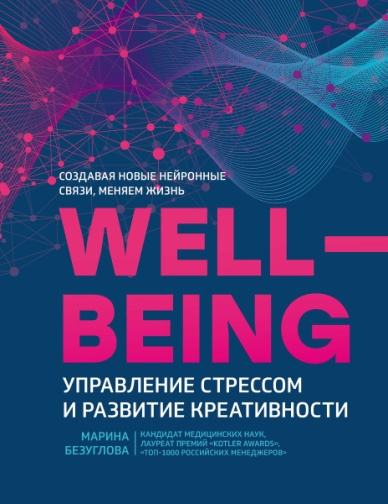 СОЗДАВАЯ НОВЫЕ НЕЙРОННЫЕ
СВЯЗИ, МЕНЯЕМ ЖИЗНЬ
WELL—
BEING
УПРАВЛЕНИЕ СТРЕССОМ
И РАЗВИТИЕ КРЕАТИВНОСТИ
МАРИНА
БЕЗУГЛОВА
КАНДИДАТ МЕДИЦИНСКИХ НАУК,
ЛАУРЕАТ ПРЕМИЙ «KOTLER AWARDS»,
«ТОП-1000 РОССИЙСКИХ МЕНЕДЖЕРОВ»